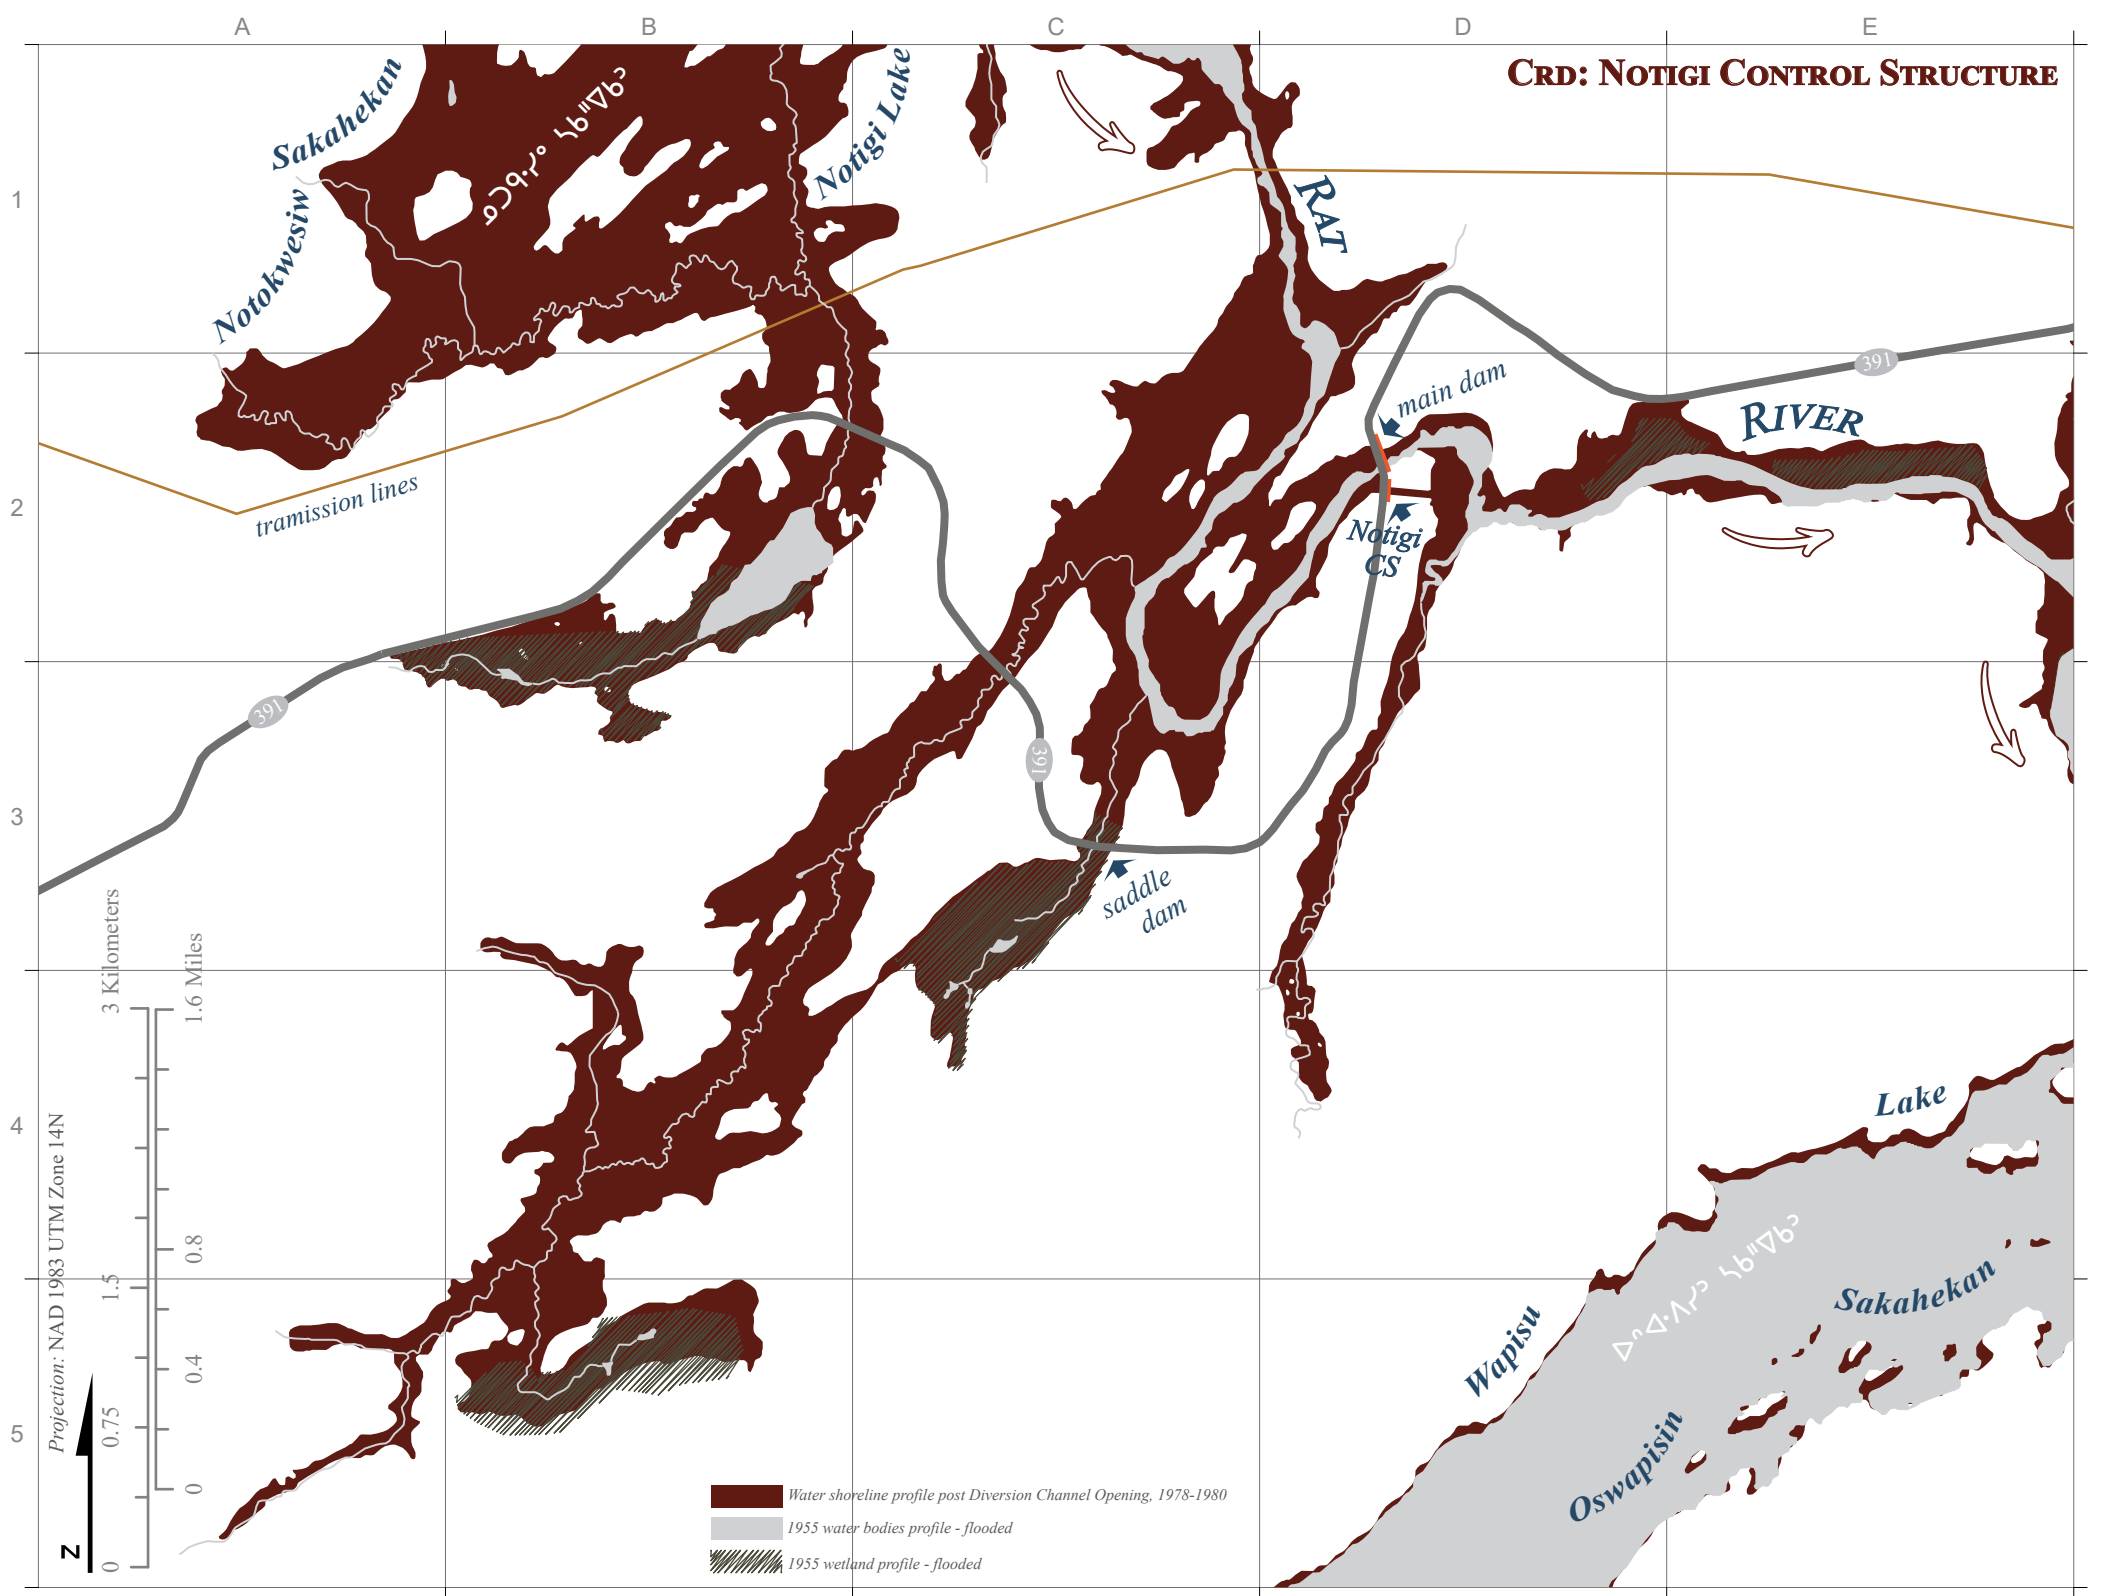 A B C D E
CRD: NOTIGI CONTROL STRUCTURE
1
2
3
4
5
Sakahekan
Notokwesiw
ᓄᑐᑫᐧᓯᐤ ᓴᑲᐦᐁᑲᐣ
Notigi Lake
RAT
RIVER
391
391
391
main dam
Notigi
CS
tramission lines
saddle
dam
Lake
Wapisu
Sakahekan
Oswapisin
3 Kilometers
1.5
0.75
0
1.6 Miles
0.8
0.4
0
Projection: NAD 1983 UTM Zone 14N
N
Water shoreline profile post Diversion Channel Opening, 1978-1980
1955 water bodies profile - flooded
1955 wetland profile - flooded